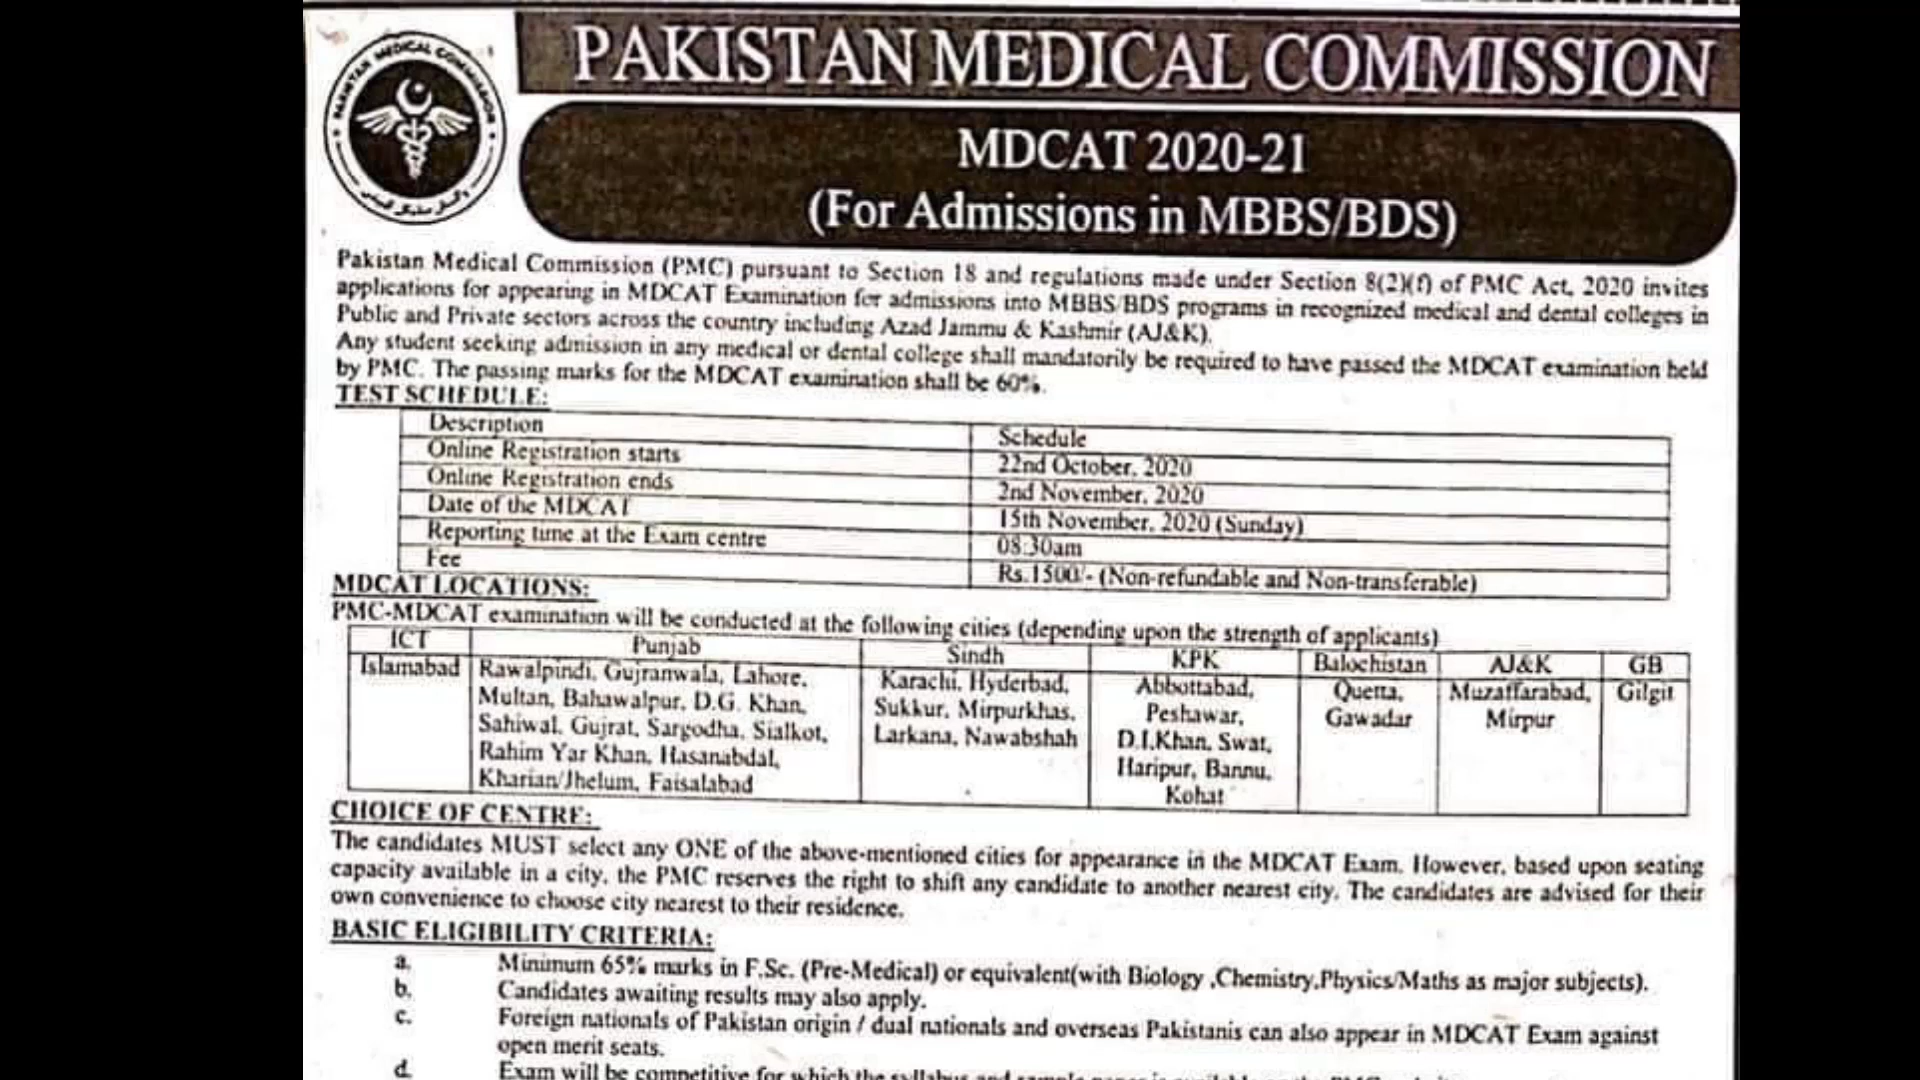 PAKISTAN MEDICAL COMMISSION
PAKISTAN MEDICAL COMMISSION
MDCAT 2020-21
(For Admissions in MBBS/BDS)
Pakistan Medical Commission (PMC) pursuant to Section 18 and regulations made under Section 8(2)(f) of PMC Act, 2020 invites
applications for appearing in MDCAT Examination for admissions into MBBS/BDS programs in recognized medical and dental colleges in
Public and Private sectors across the country including Azad Jammu & Kashmir (AJ&K).
Any student seeking admission in any medical or dental college shall mandatorily be required to have passed the MDCAT examination held
by PMC. The passing marks for the MDCAT examination shall be 60%.
TEST SCHEDULE:
Description Schedule
Online Registration starts 22nd October, 2020
Online Registration ends 2nd November, 2020
Date of the MDCAT 15th November, 2020 (Sunday)
Reporting time at the Exam centre 08:30am
Fee Rs.1500/- (Non-refundable and Non-transferable)
MDCAT LOCATIONS:
PMC-MDCAT examination will be conducted at the following cities (depending upon the strength of applicants)
ICT Punjab Sindh KPK Balochistan AJ&K GB
Islamabad Rawalpindi, Gujranwala, Lahore, Karachi, Hyderbad, Abbottabad, Quetta, Muzaffarabad, Gilgit
Multan, Bahawalpur, D.G. Khan, Sukkur, Mirpurkhas, Peshawar, Gawadar Mirpur
Sahiwal, Gujrat, Sargodha, Sialkot, Larkana, Nawabshah D.I.Khan, Swat,
Rahim Yar Khan, Hasanabdal, Haripur, Bannu,
Kharian/Jhelum, Faisalabad Kohat
CHOICE OF CENTRE:
The candidates MUST select any ONE of the above-mentioned cities for appearance in the MDCAT Exam. However, based upon seating
capacity available in a city, the PMC reserves the right to shift any candidate to another nearest city. The candidates are advised for their
own convenience to choose city nearest to their residence.
BASIC ELIGIBILITY CRITERIA:
a. Minimum 65% marks in F.Sc. (Pre-Medical) or equivalent(with Biology ,Chemistry,Physics/Maths as major subjects).
b. Candidates awaiting results may also apply.
c. Foreign nationals of Pakistan origin / dual nationals and overseas Pakistanis can also appear in MDCAT Exam against
open merit seats.
d. Exam will be competitive for which the syllabus and sample paper is available on the PMC